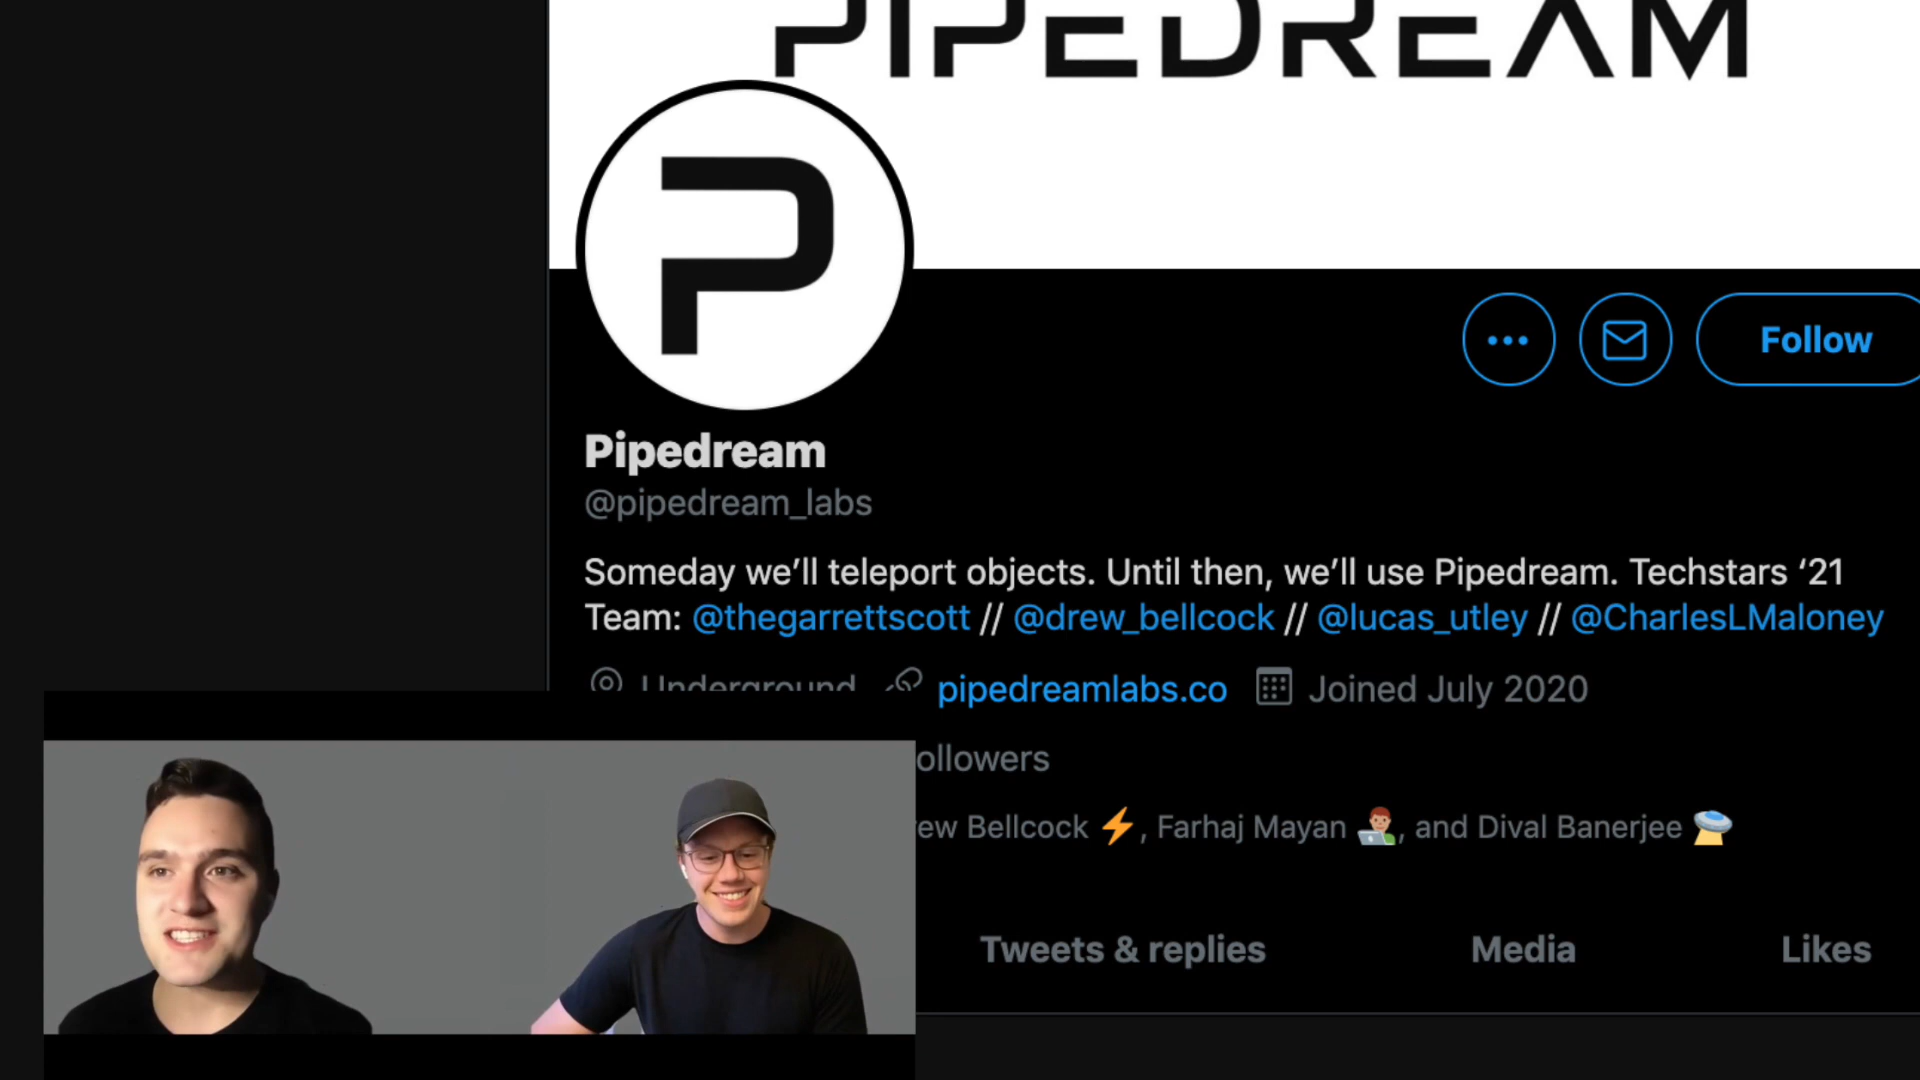 PIPEDREAM
P
Follow
Pipedream
@pipedream_labs
Someday we’ll teleport objects. Until then, we’ll use Pipedream. Techstars ‘21
Team: @thegarrettscott // @drew_bellcock // @lucas_utley // @CharlesLMaloney
Underground pipedreamlabs.co Joined July 2020
ollowers
ew Bellcock ⚡, Farhaj Mayan 👨🏽‍💻, and Dival Banerjee 🛸
Tweets & replies Media Likes